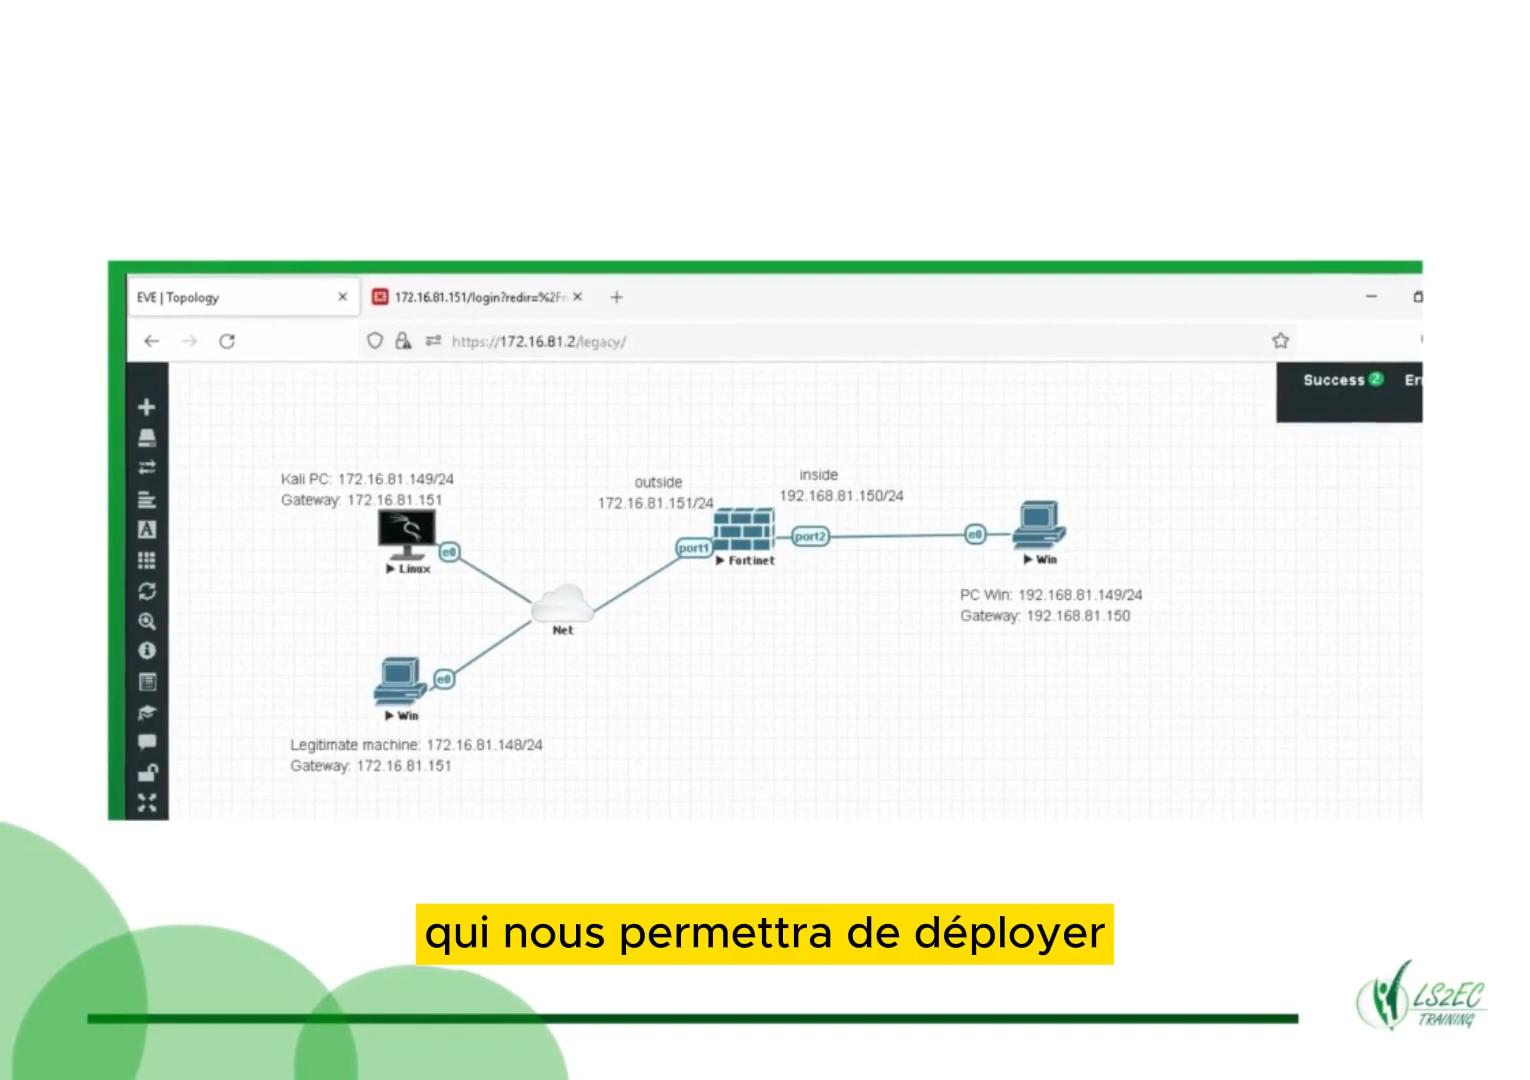 EVE | Topology
172.16.81.151/login?redir=%2Fn
https://172.16.81.2/legacy/
Success 2
Er
Kali PC: 172.16.81.149/24
Gateway: 172.16.81.151
outside
172.16.81.151/24
inside
192.168.81.150/24
e0
Linux
port1
Fortinet
port2
e0
Win
PC Win: 192.168.81.149/24
Gateway: 192.168.81.150
Net
e0
Win
Legitimate machine: 172.16.81.148/24
Gateway: 172.16.81.151
qui nous permettra de déployer
LS2EC
TRAINING